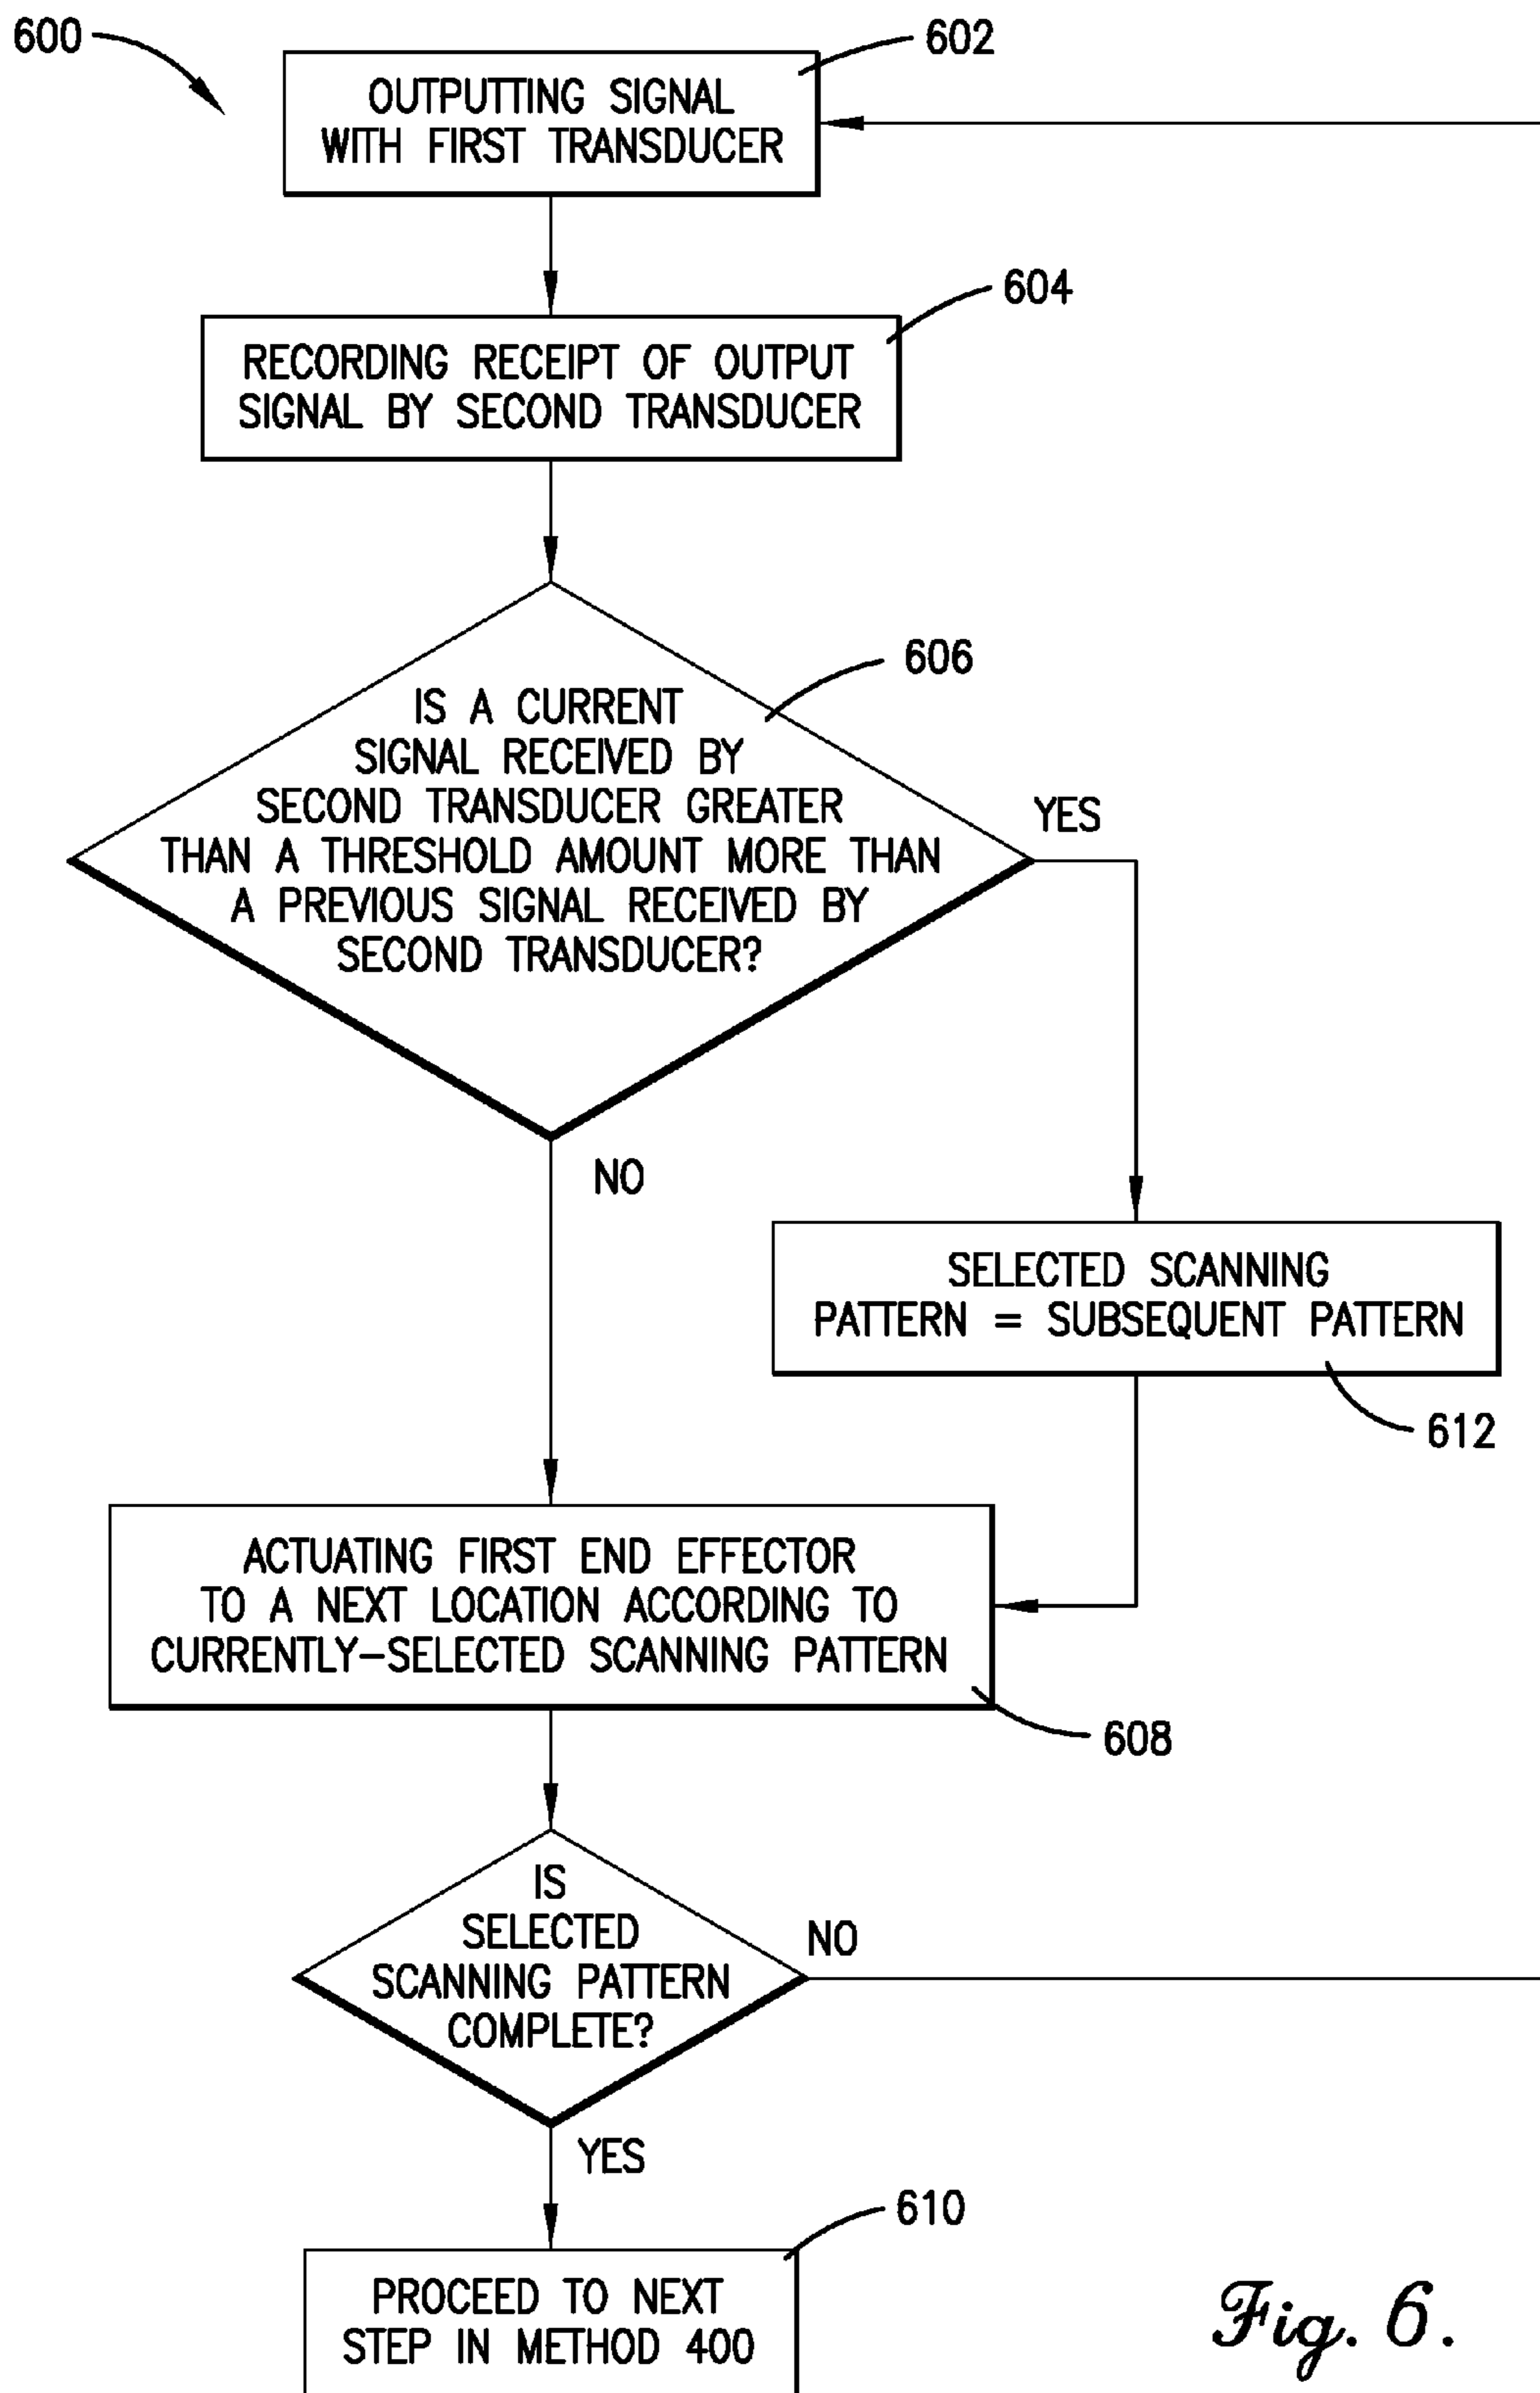 600
602
OUTPUTTING SIGNAL
WITH FIRST TRANSDUCER
604
RECORDING RECEIPT OF OUTPUT
SIGNAL BY SECOND TRANSDUCER
606
IS A CURRENT
SIGNAL RECEIVED BY
SECOND TRANSDUCER GREATER
THAN A THRESHOLD AMOUNT MORE THAN
A PREVIOUS SIGNAL RECEIVED BY
SECOND TRANSDUCER?
YES
NO
SELECTED SCANNING
PATTERN = SUBSEQUENT PATTERN
612
ACTUATING FIRST END EFFECTOR
TO A NEXT LOCATION ACCORDING TO
CURRENTLY-SELECTED SCANNING PATTERN
608
IS
SELECTED
SCANNING PATTERN
COMPLETE?
NO
YES
610
PROCEED TO NEXT
STEP IN METHOD 400
Fig. 6.